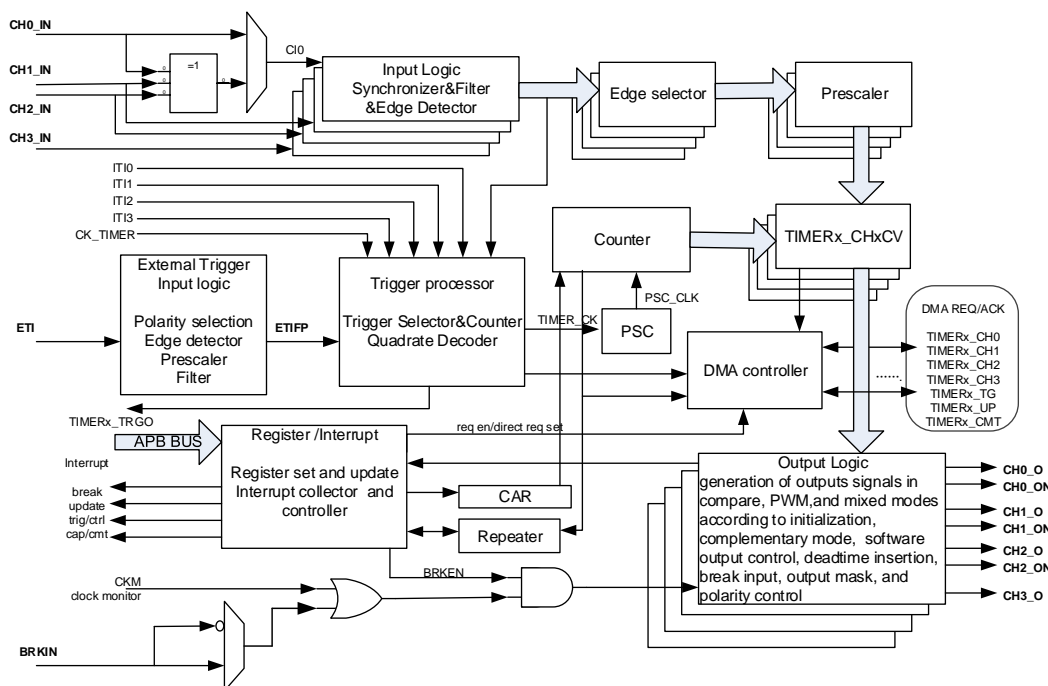 CH0_IN
CH1_IN
CH2_IN
CH3_IN
=1
CI0
Input Logic
Synchronizer&Filter
&Edge Detector
Edge selector
Prescaler
ITI0
ITI1
ITI2
ITI3
CK_TIMER
Counter
TIMERx_CHxCV
External Trigger
Input logic
Polarity selection
Edge detector
Prescaler
Filter
ETI
ETIFP
Trigger processor
Trigger Selector&Counter
Quadrate Decoder
TIMER_CK
PSC_CLK
PSC
DMA controller
DMA REQ/ACK
TIMERx_CH0
TIMERx_CH1
TIMERx_CH2
TIMERx_CH3
TIMERx_TG
TIMERx_UP
TIMERx_CMT
.......
TIMERx_TRGO
APB BUS
Register /Interrupt
Register set and update
Interrupt collector and
controller
req en/direct req set
Interrupt
break
update
trig/ctrl
cap/cmt
CAR
Repeater
Output Logic
generation of outputs signals in
compare, PWM,and mixed modes
according to initialization,
complementary mode, software
output control, deadtime insertion,
break input, output mask, and
polarity control
CH0_O
CH0_ON
CH1_O
CH1_ON
CH2_O
CH2_ON
CH3_O
BRKEN
CKM
clock monitor
BRKIN